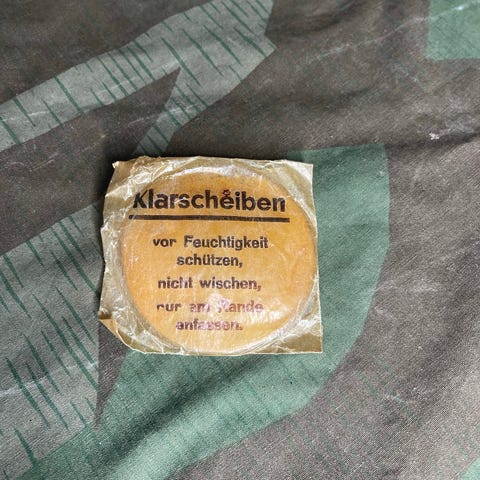 Klarscheiben
vor Feuchtigkeit
schützen,
nicht wischen,
nur am Rande
anfassen.